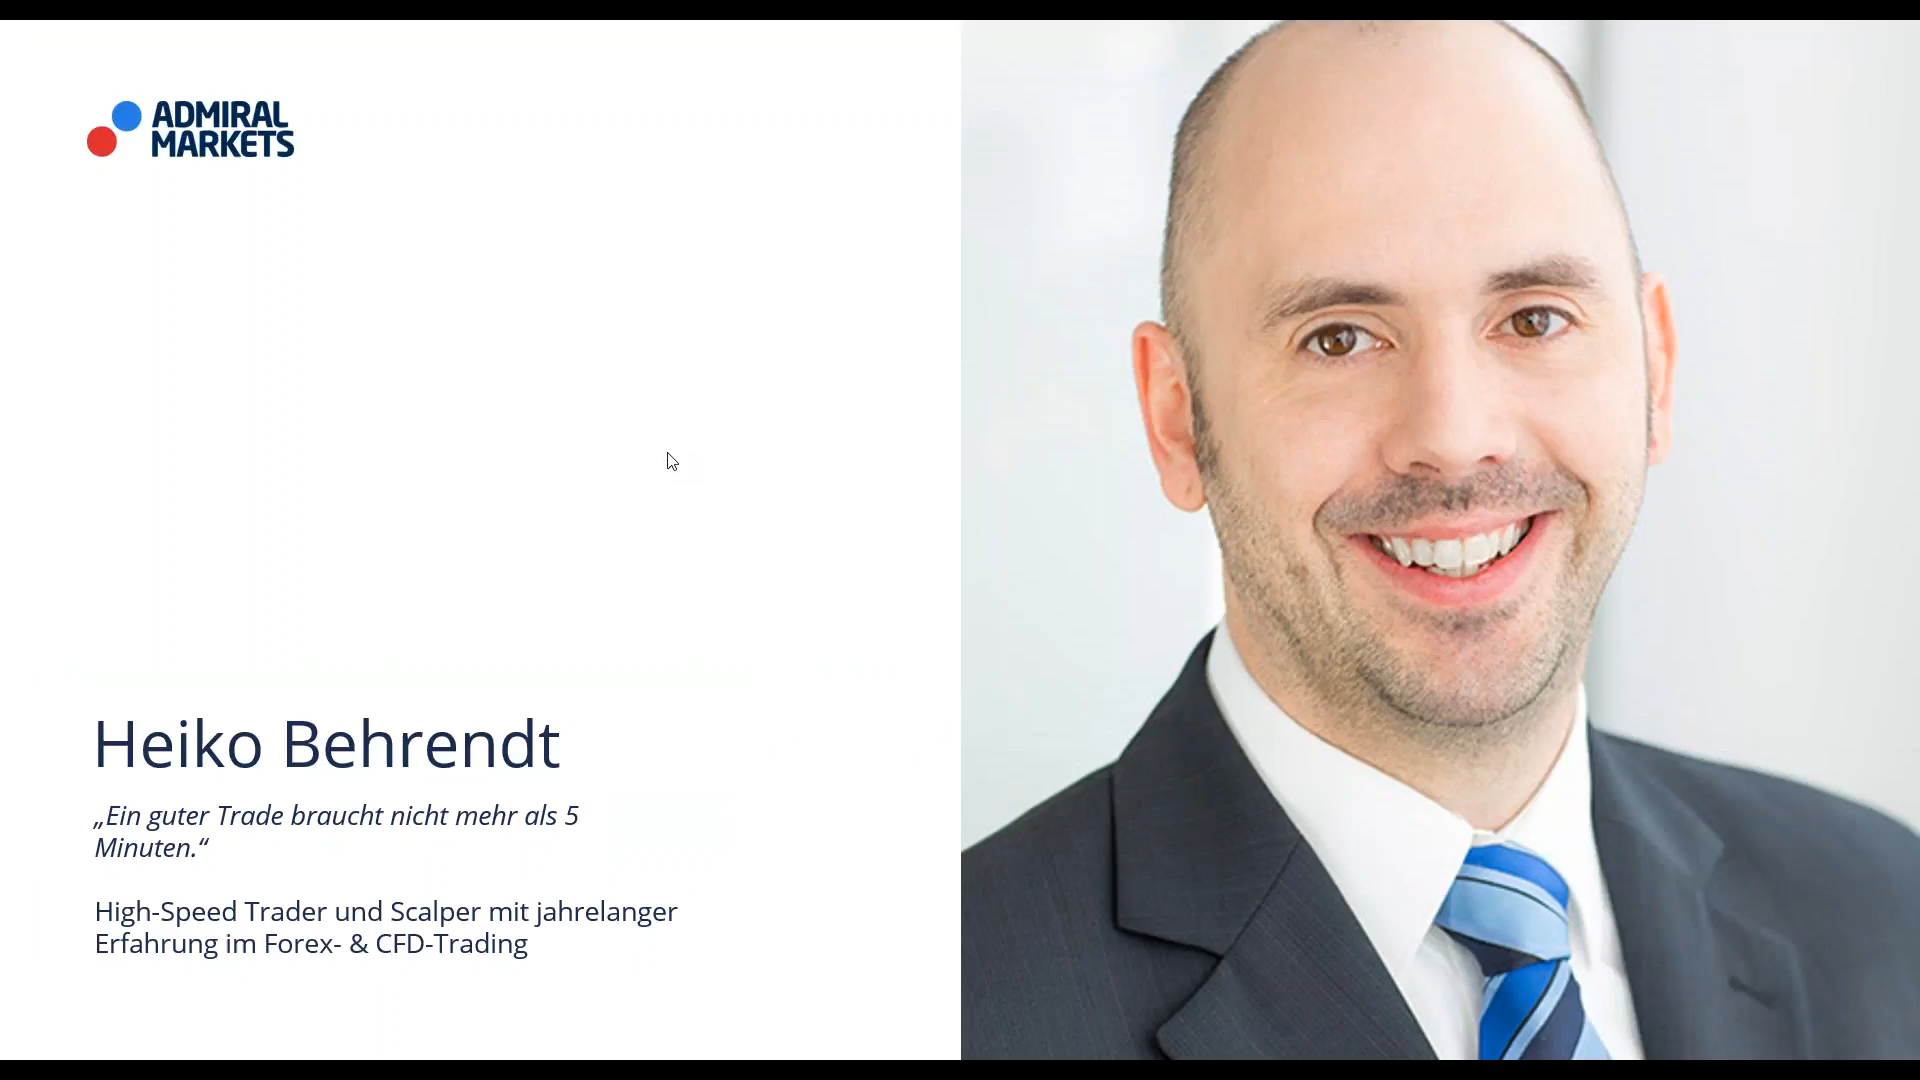 ADMIRAL
MARKETS
Heiko Behrendt
„Ein guter Trade braucht nicht mehr als 5
Minuten.“
High-Speed Trader und Scalper mit jahrelanger
Erfahrung im Forex- & CFD-Trading